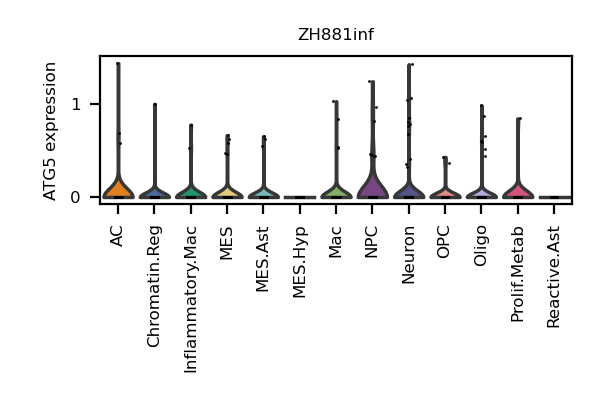 ZH881inf
ATG5 expression
1
0
AC
Chromatin.Reg
Inflammatory.Mac
MES
MES.Ast
MES.Hyp
Mac
NPC
Neuron
OPC
Oligo
Prolif.Metab
Reactive.Ast